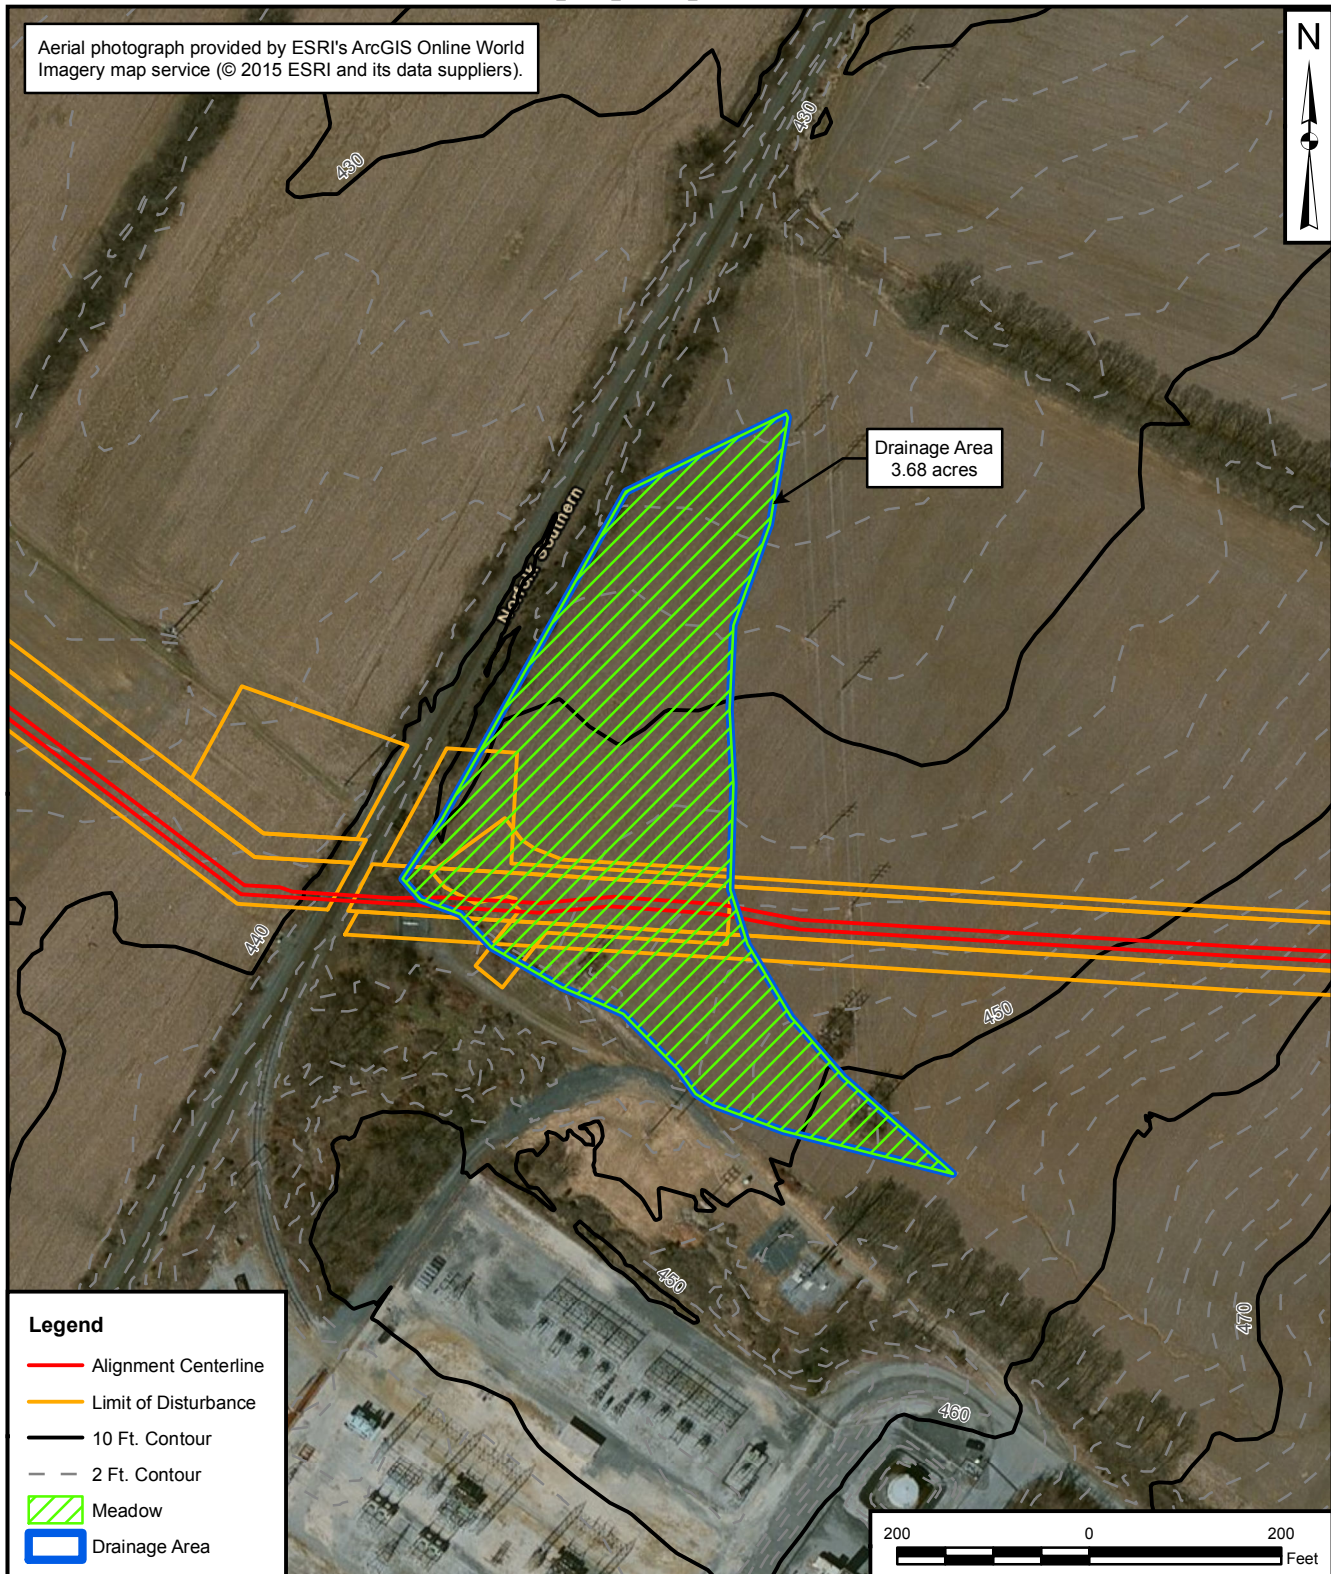 Aerial photograph provided by ESRI's ArcGIS Online World
Imagery map service (© 2015 ESRI and its data suppliers).
N
430
430
Drainage Area
3.68 acres
Norfolk Southern
440
450
450
470
460
Legend
Alignment Centerline
Limit of Disturbance
10 Ft. Contour
2 Ft. Contour
Meadow
Drainage Area
200
0
200
Feet